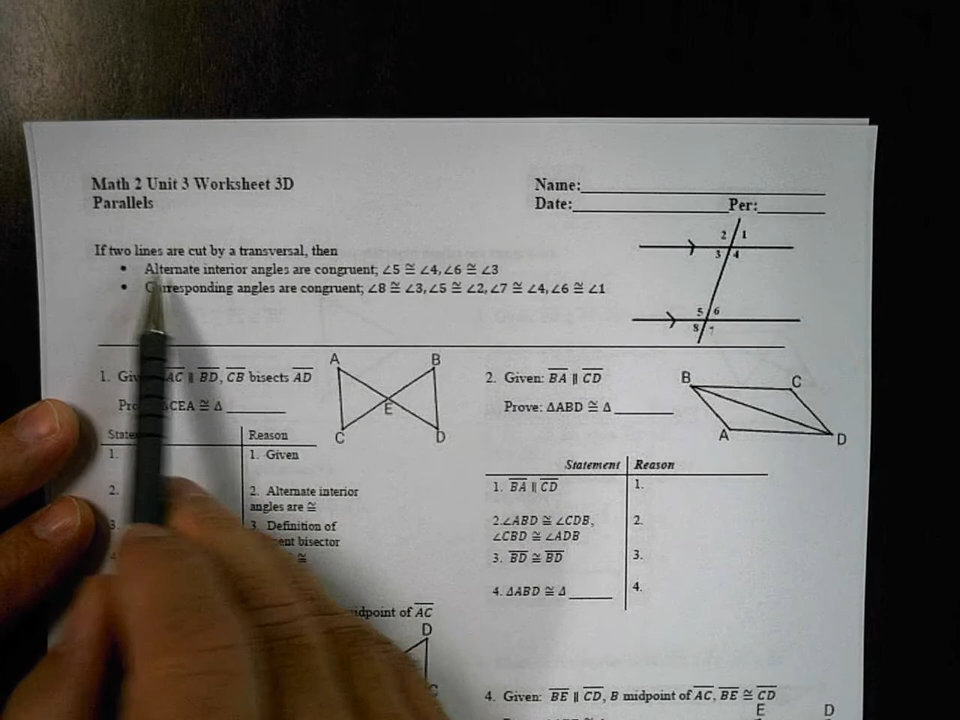 Math 2 Unit 3 Worksheet 3D
Parallels
Name:
Date: Per:
If two lines are cut by a transversal, then
• Alternate interior angles are congruent; ∠5 ≅ ∠4, ∠6 ≅ ∠3
• Corresponding angles are congruent; ∠8 ≅ ∠3, ∠5 ≅ ∠2, ∠7 ≅ ∠4, ∠6 ≅ ∠1
2 1
3 4
5 6
8 7
1. AC ∥ BD, CB bisects AD
△CEA ≅ Δ
A B
E
C D
Reason
1. 1. Given
2. 2. Alternate interior
angles are ≅
3. 3. Definition of
bisector
≅
2. Given: BA ∥ CD
Prove: ΔABD ≅ Δ
B C
A D
Statement Reason
1. BA ∥ CD 1.
2. ∠ABD ≅ ∠CDB, 2.
∠CBD ≅ ∠ADB
3. BD ≅ BD 3.
4. ΔABD ≅ Δ 4.
of AC
D
4. Given: BE ∥ CD, B midpoint of AC, BE ≅ CD
E D